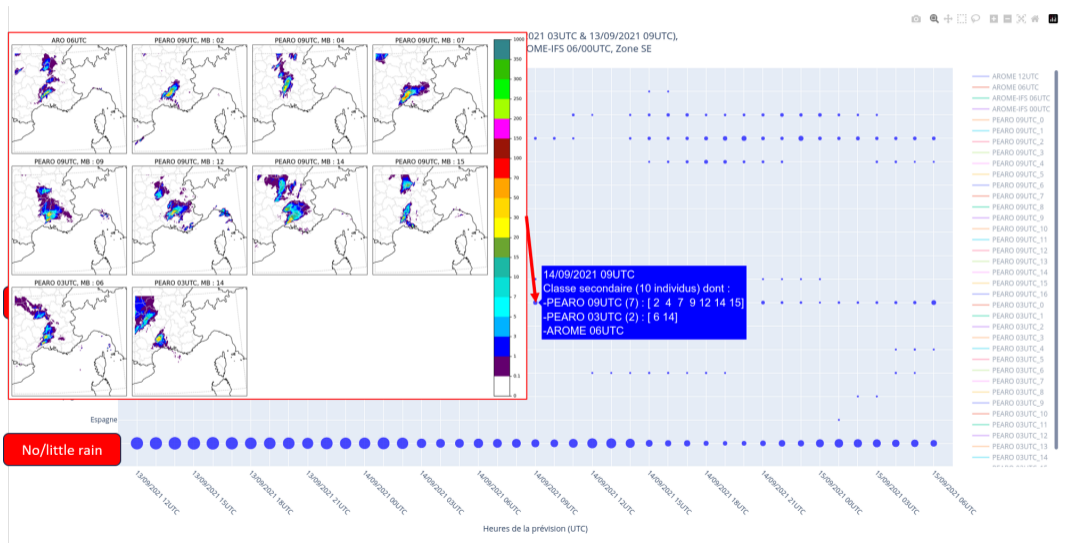 021 03UTC & 13/09/2021 09UTC),
OME-IFS 06/00UTC, Zone SE
ARO 06UTC
PEARO 09UTC, MB : 02
PEARO 09UTC, MB : 04
PEARO 09UTC, MB : 07
PEARO 09UTC, MB : 09
PEARO 09UTC, MB : 12
PEARO 09UTC, MB : 14
PEARO 09UTC, MB : 15
PEARO 03UTC, MB : 06
PEARO 03UTC, MB : 14
1000
350
300
250
200
150
100
70
50
30
20
15
10
7
5
3
1
0.1
0
14/09/2021 09UTC
Classe secondaire (10 individus) dont :
-PEARO 09UTC (7) : [ 2 4 7 9 12 14 15]
-PEARO 03UTC (2) : [ 6 14]
-AROME 06UTC
AROME 12UTC
AROME 06UTC
AROME-IFS 06UTC
AROME-IFS 00UTC
PEARO 09UTC_0
PEARO 09UTC_1
PEARO 09UTC_2
PEARO 09UTC_3
PEARO 09UTC_4
PEARO 09UTC_5
PEARO 09UTC_6
PEARO 09UTC_7
PEARO 09UTC_8
PEARO 09UTC_9
PEARO 09UTC_10
PEARO 09UTC_11
PEARO 09UTC_12
PEARO 09UTC_13
PEARO 09UTC_14
PEARO 09UTC_15
PEARO 09UTC_16
PEARO 03UTC_0
PEARO 03UTC_1
PEARO 03UTC_2
PEARO 03UTC_3
PEARO 03UTC_4
PEARO 03UTC_5
PEARO 03UTC_6
PEARO 03UTC_7
PEARO 03UTC_8
PEARO 03UTC_9
PEARO 03UTC_10
PEARO 03UTC_11
PEARO 03UTC_12
PEARO 03UTC_13
PEARO 03UTC_14
Espagne
No/little rain
13/09/2021 12UTC
13/09/2021 15UTC
13/09/2021 18UTC
13/09/2021 21UTC
14/09/2021 00UTC
14/09/2021 03UTC
14/09/2021 06UTC
14/09/2021 09UTC
14/09/2021 12UTC
14/09/2021 15UTC
14/09/2021 18UTC
14/09/2021 21UTC
15/09/2021 00UTC
15/09/2021 03UTC
15/09/2021 06UTC
Heures de la prévision (UTC)